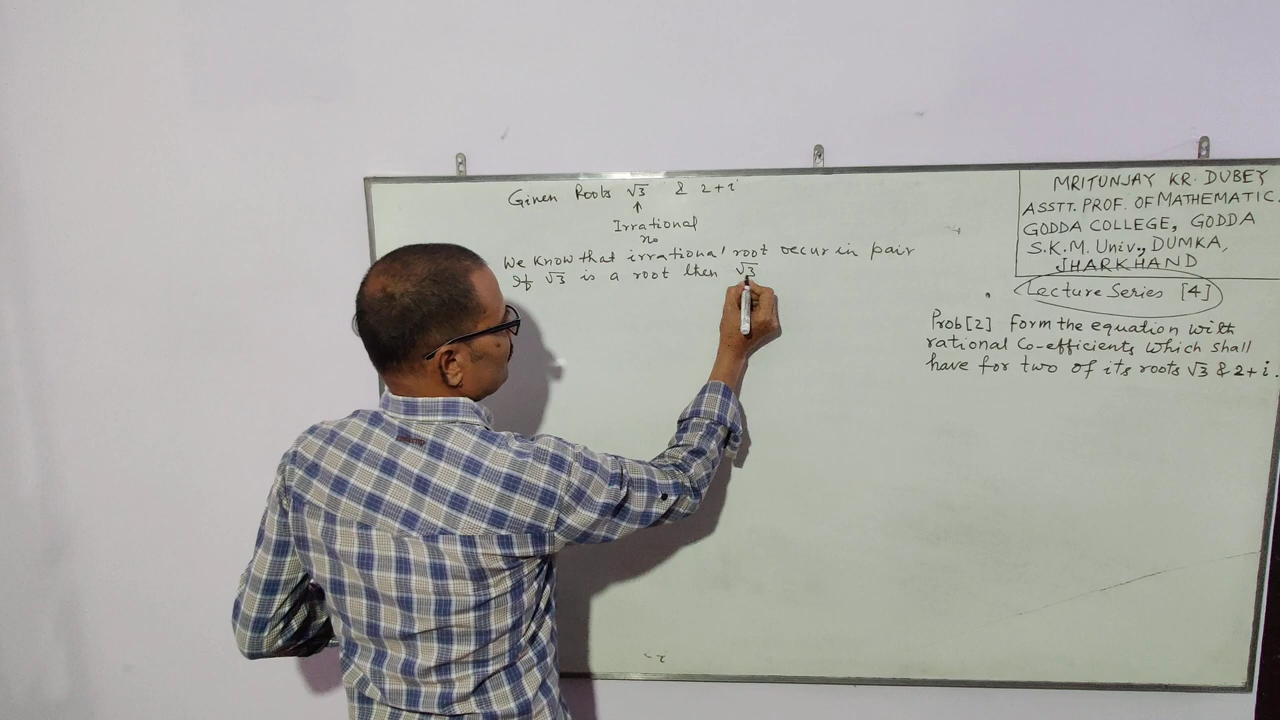 Given Roots √3 & 2+i
↑
Irrational
no
We know that irrational root occur in pair
If √3 is a root then √3
MRITUNJAY KR. DUBEY
ASSTT. PROF. OF MATHEMATIC.
GODDA COLLEGE, GODDA
S.K.M. Univ., DUMKA,
JHARKHAND
Lecture Series [4]
Prob[2] Form the equation with
rational Co-efficients which shall
have for two of its roots √3 & 2+i.